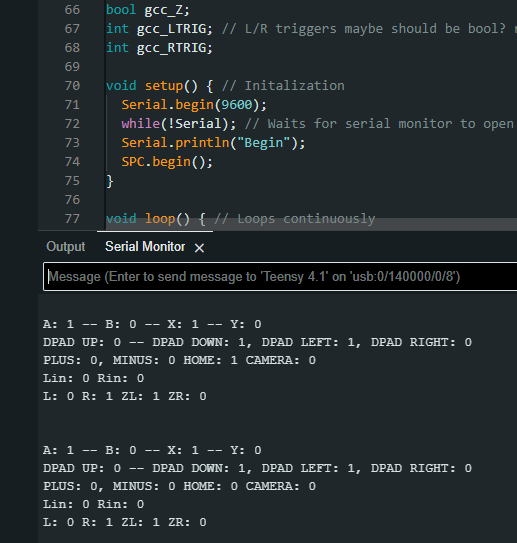 66 bool gcc_Z;
67 int gcc_LTRIG; // L/R triggers maybe should be bool?
68 int gcc_RTRIG;
69
70 void setup() { // Initalization
71 Serial.begin(9600);
72 while(!Serial); // Waits for serial monitor to open
73 Serial.println("Begin");
74 SPC.begin();
75 }
76
77 void loop() { // Loops continuously
Output Serial Monitor ×
Message (Enter to send message to 'Teensy 4.1' on 'usb:0/140000/0/8')
A: 1 -- B: 0 -- X: 1 -- Y: 0
DPAD UP: 0 -- DPAD DOWN: 1, DPAD LEFT: 1, DPAD RIGHT: 0
PLUS: 0, MINUS: 0 HOME: 1 CAMERA: 0
Lin: 0 Rin: 0
L: 0 R: 1 ZL: 1 ZR: 0
A: 1 -- B: 0 -- X: 1 -- Y: 0
DPAD UP: 0 -- DPAD DOWN: 1, DPAD LEFT: 1, DPAD RIGHT: 0
PLUS: 0, MINUS: 0 HOME: 0 CAMERA: 0
Lin: 0 Rin: 0
L: 0 R: 1 ZL: 1 ZR: 0